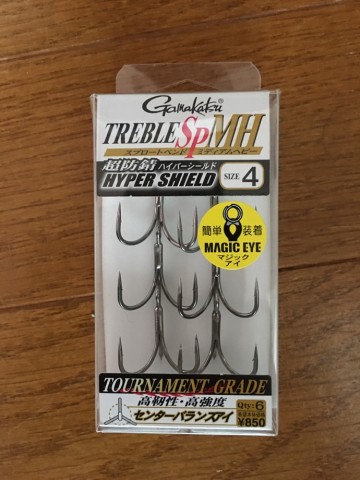 Gamakatsu
TREBLE Sp MH
スプロートベンド ミディアムヘビー
超防錆 ハイパーシールド
HYPER SHIELD
SIZE 4
簡単 装着
MAGIC EYE
マジック
アイ
TOURNAMENT GRADE
高靭性・高強度
センターバランスアイ
Qty: 6
¥850